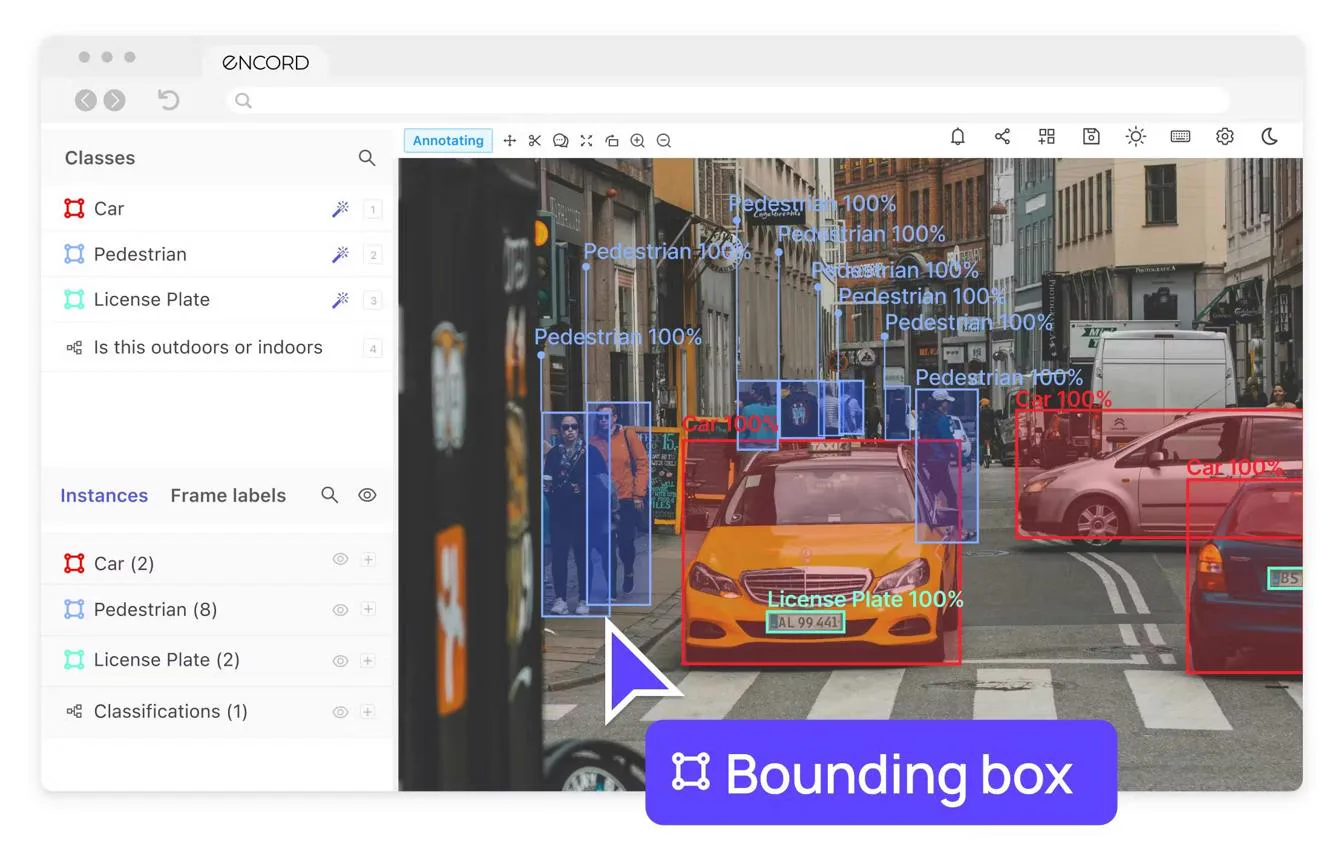 ENCORD
Annotating
Classes
Car
1
Pedestrian
2
License Plate
3
Is this outdoors or indoors
4
Instances
Frame labels
Car (2)
Pedestrian (8)
License Plate (2)
Classifications (1)
Pedestrian 100%
Pedestrian 100%
Pedestrian 100%
Pedestrian 100%
Pedestrian 100%
Pedestrian 100%
Pedestrian 100%
Pedestrian 100%
Car 100%
Car 100%
Car 100%
TAXI
License Plate 100%
AL 99 441
BS
PHOTOGRAFICA
Bounding box